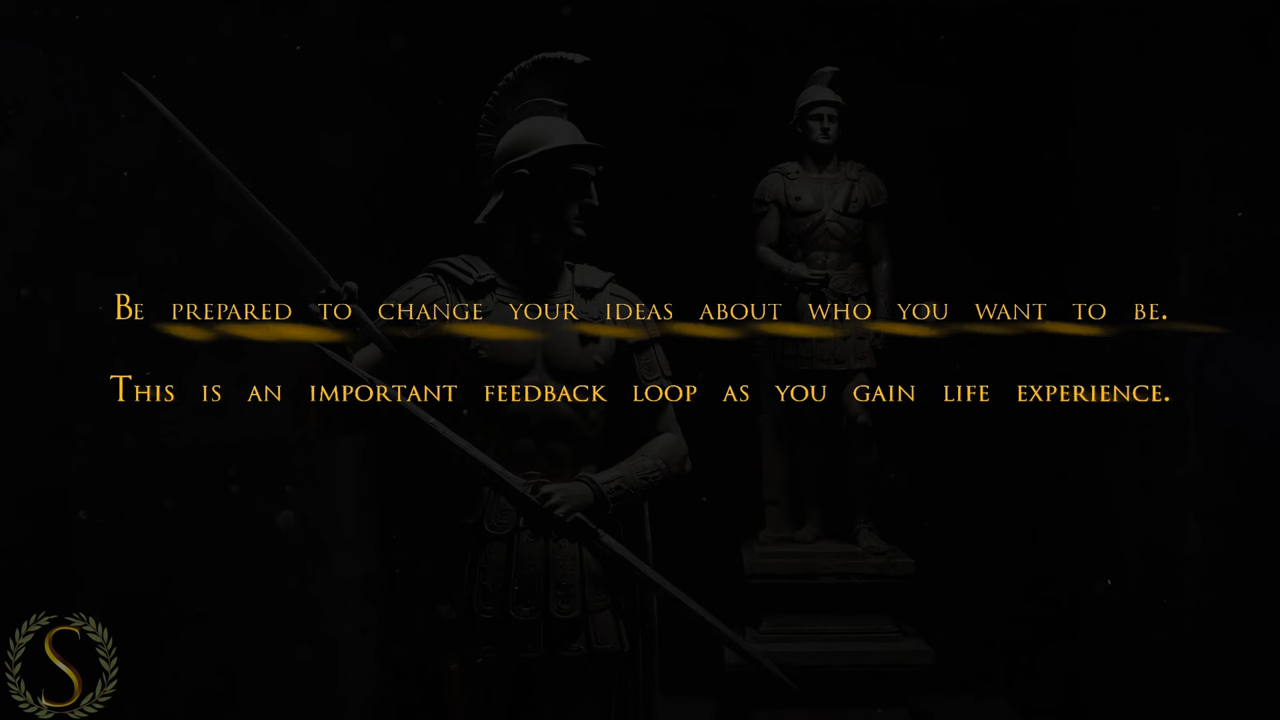 Be prepared to change your ideas about who you want to be.
This is an important feedback loop as you gain life experience.
S